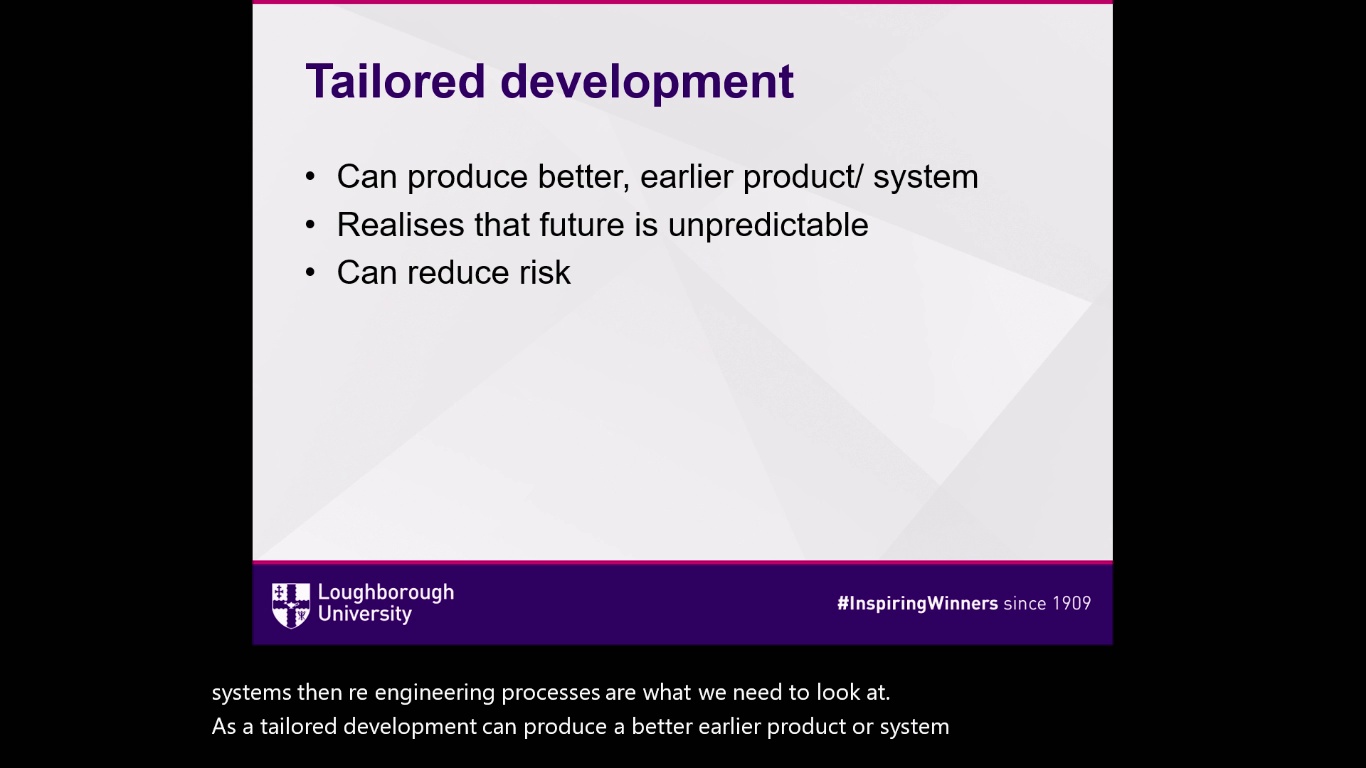 Tailored development
• Can produce better, earlier product/ system
• Realises that future is unpredictable
• Can reduce risk
Loughborough
University
#InspiringWinners since 1909
systems then re engineering processes are what we need to look at.
As a tailored development can produce a better earlier product or system